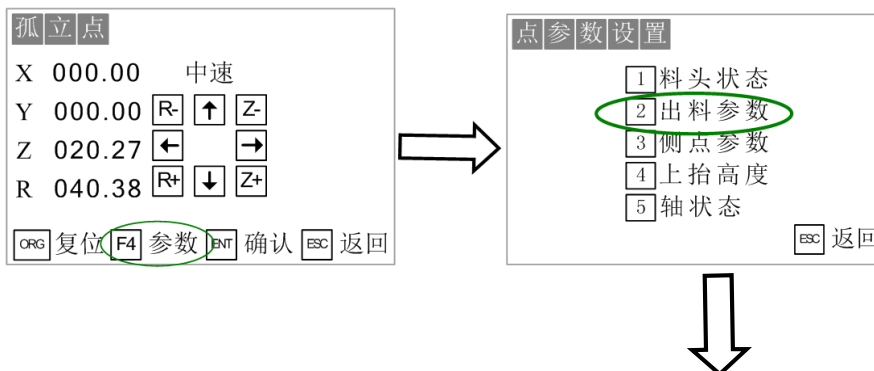 孤立点
X 000.00 中速
Y 000.00 R- ↑ Z-
Z 020.27 ← →
R 040.38 R+ ↓ Z+
ORG 复位 F4 参数 ENT 确认 ESC 返回
点参数设置
1 料头状态
2 出料参数
3 侧点参数
4 上抬高度
5 轴状态
ESC 返回